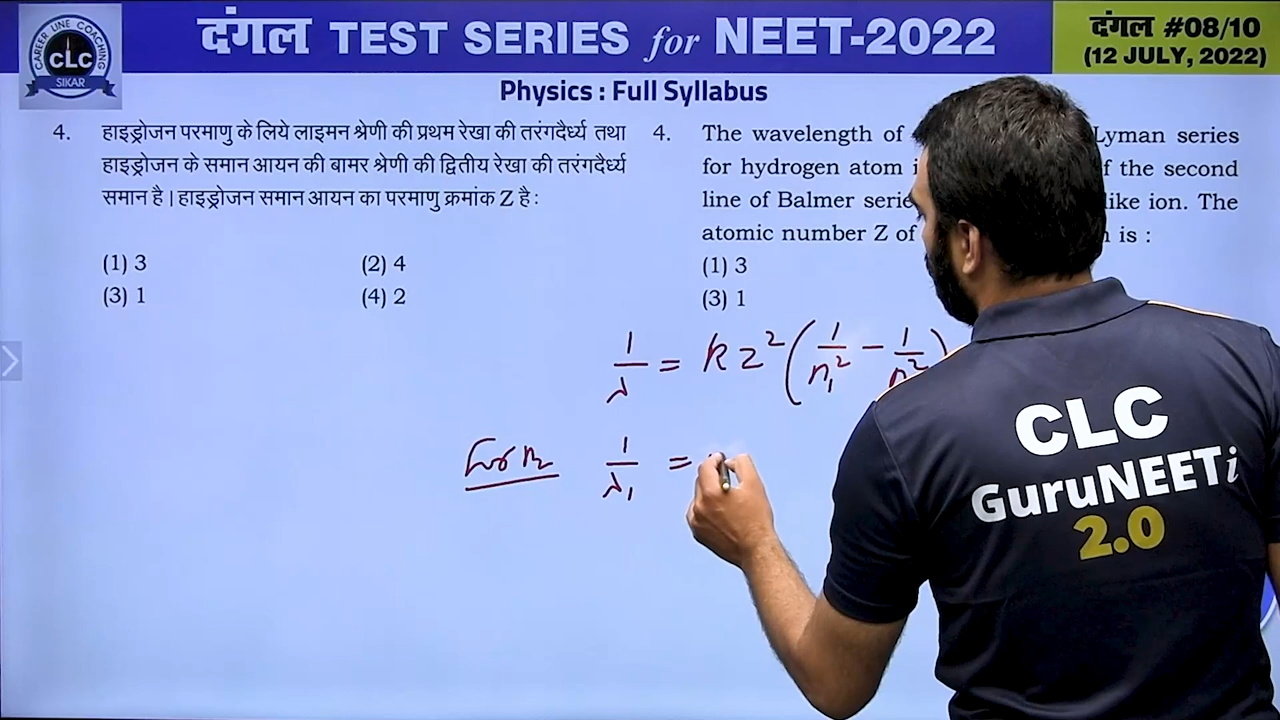 दंगल TEST SERIES for NEET-2022
दंगल #08/10
(12 JULY, 2022)
CAREER LINE COACHING
CLC
SIKAR
Physics : Full Syllabus
4. हाइड्रोजन परमाणु के लिये लाइमन श्रेणी की प्रथम रेखा की तरंगदैर्ध्य तथा
हाइड्रोजन के समान आयन की बामर श्रेणी की द्वितीय रेखा की तरंगदैर्ध्य
समान है। हाइड्रोजन समान आयन का परमाणु क्रमांक Z है :
(1) 3 (2) 4
(3) 1 (4) 2
4. The wavelength of Lyman series
for hydrogen atom f the second
line of Balmer serie like ion. The
atomic number Z of is :
(1) 3
(3) 1
1/λ = RZ² (1/n₁² − 1/n₂²)
1/λ₁ =
CLC
GuruNEETi
2.0